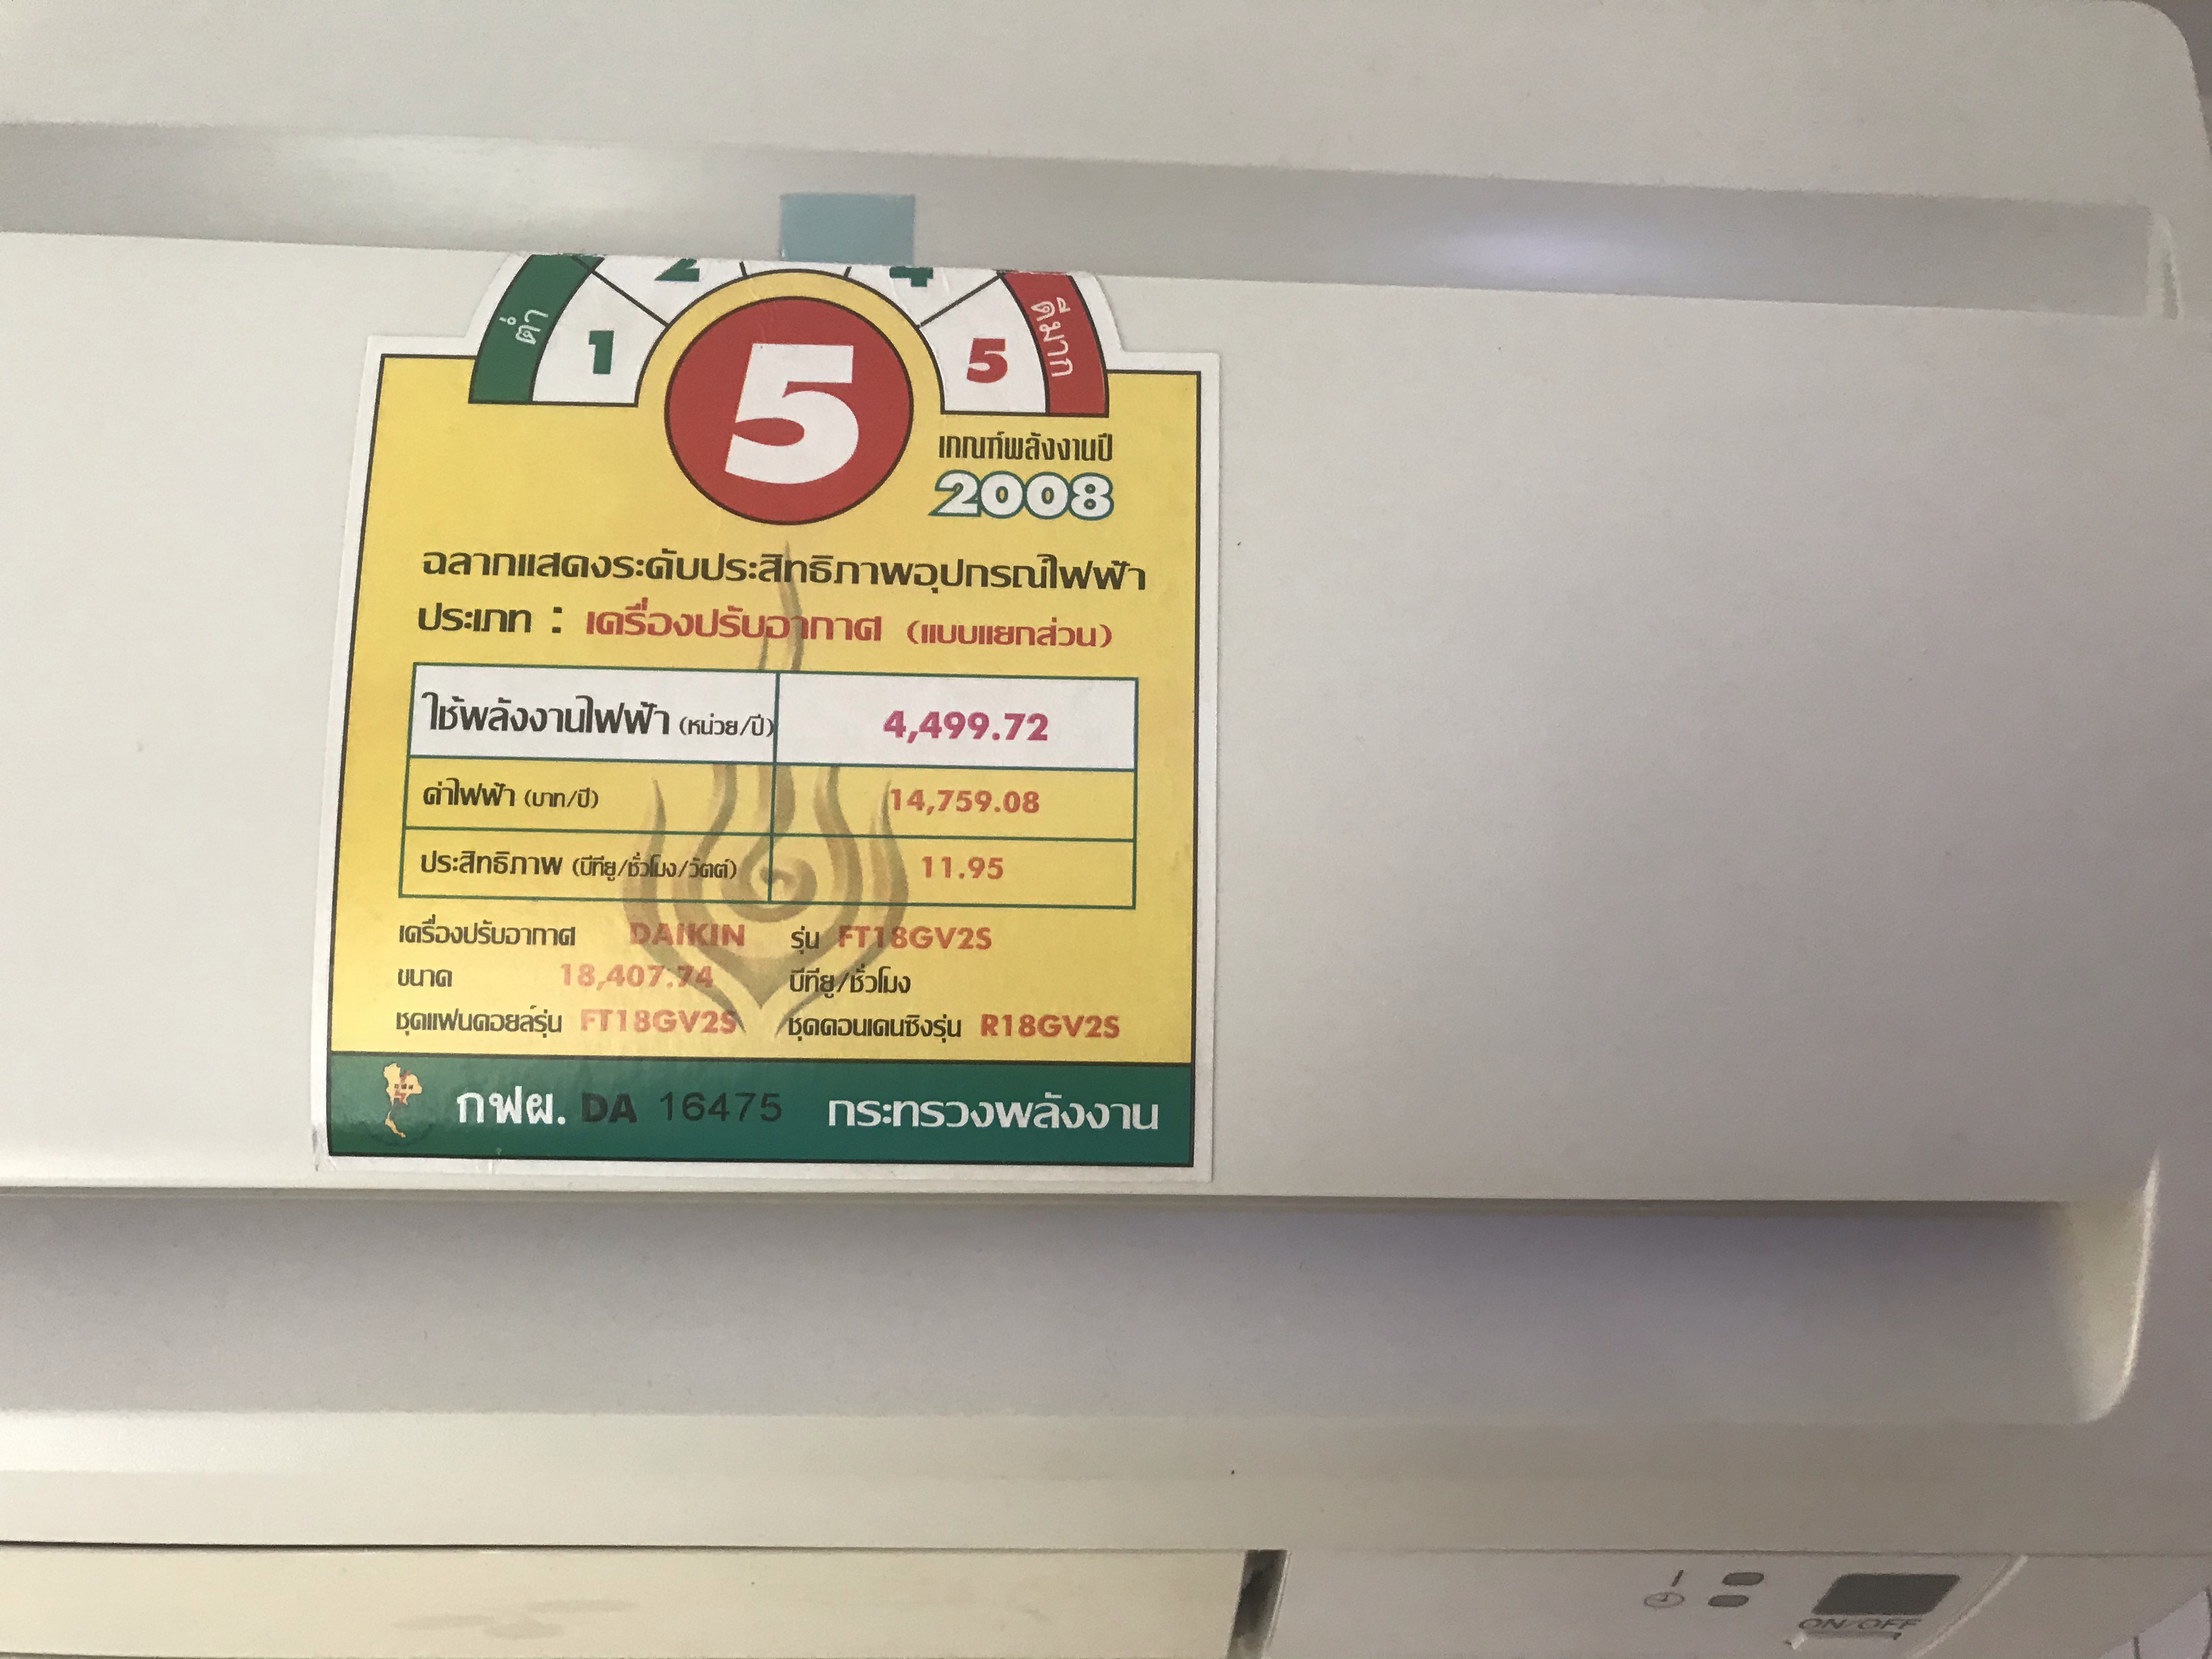 2 4
ต่ำ 1 5 5 ดีมาก
เกณฑ์พลังงานปี
2008
ฉลากแสดงระดับประสิทธิภาพอุปกรณ์ไฟฟ้า
ประเภท : เครื่องปรับอากาศ (แบบแยกส่วน)
ใช้พลังงานไฟฟ้า (หน่วย/ปี) 4,499.72
ค่าไฟฟ้า (บาท/ปี) 14,759.08
ประสิทธิภาพ (บีทียู/ชั่วโมง/วัตต์) 11.95
เครื่องปรับอากาศ DAIKIN รุ่น FT18GV2S
ขนาด 18,407.74 บีทียู/ชั่วโมง
ชุดแฟนคอยล์รุ่น FT18GV2S ชุดคอนเดนซิงรุ่น R18GV2S
กฟผ. DA 16475 กระทรวงพลังงาน
ON/OFF